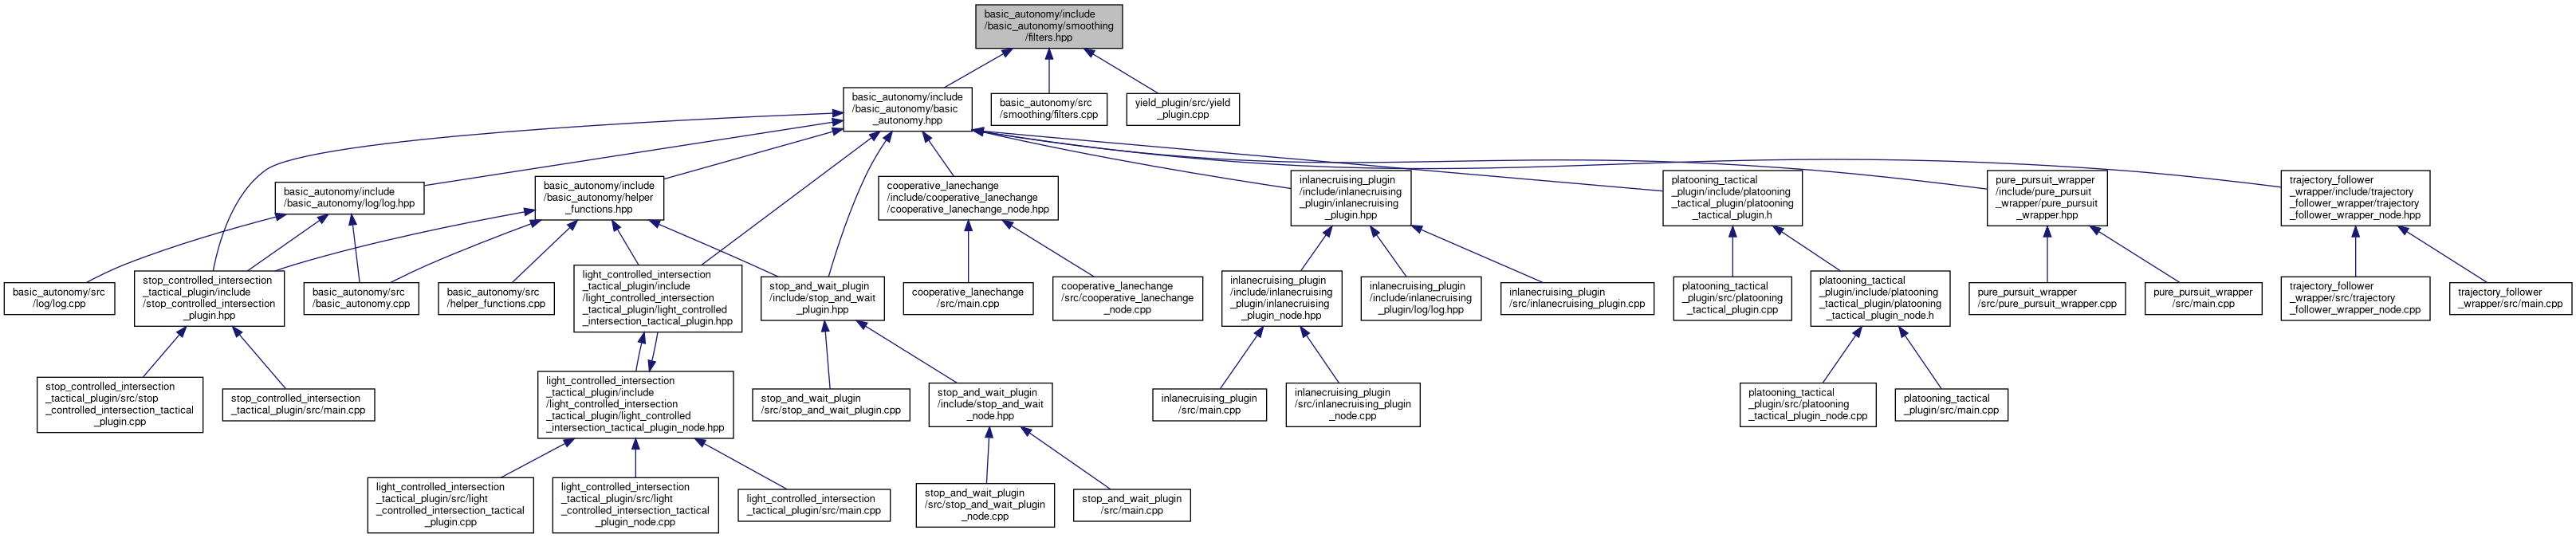 basic_autonomy/include
/basic_autonomy/smoothing
/filters.hpp
basic_autonomy/include
/basic_autonomy/basic
_autonomy.hpp
basic_autonomy/src
/smoothing/filters.cpp
yield_plugin/src/yield
_plugin.cpp
basic_autonomy/include
/basic_autonomy/log/log.hpp
basic_autonomy/include
/basic_autonomy/helper
_functions.hpp
cooperative_lanechange
/include/cooperative_lanechange
/cooperative_lanechange_node.hpp
inlanecruising_plugin
/include/inlanecruising
_plugin/inlanecruising
_plugin.hpp
platooning_tactical
_plugin/include/platooning
_tactical_plugin/platooning
_tactical_plugin.h
pure_pursuit_wrapper
/include/pure_pursuit
_wrapper/pure_pursuit
_wrapper.hpp
trajectory_follower
_wrapper/include/trajectory
_follower_wrapper/trajectory
_follower_wrapper_node.hpp
basic_autonomy/src
/log/log.cpp
stop_controlled_intersection
_tactical_plugin/include
/stop_controlled_intersection
_plugin.hpp
basic_autonomy/src
/basic_autonomy.cpp
basic_autonomy/src
/helper_functions.cpp
light_controlled_intersection
_tactical_plugin/include
/light_controlled_intersection
_tactical_plugin/light_controlled
_intersection_tactical_plugin.hpp
stop_and_wait_plugin
/include/stop_and_wait
_plugin.hpp
cooperative_lanechange
/src/main.cpp
cooperative_lanechange
/src/cooperative_lanechange
_node.cpp
inlanecruising_plugin
/include/inlanecruising
_plugin/inlanecruising
_plugin_node.hpp
inlanecruising_plugin
/include/inlanecruising
_plugin/log/log.hpp
inlanecruising_plugin
/src/inlanecruising_plugin.cpp
platooning_tactical
_plugin/src/platooning
_tactical_plugin.cpp
platooning_tactical
_plugin/include/platooning
_tactical_plugin/platooning
_tactical_plugin_node.h
pure_pursuit_wrapper
/src/pure_pursuit_wrapper.cpp
pure_pursuit_wrapper
/src/main.cpp
trajectory_follower
_wrapper/src/trajectory
_follower_wrapper_node.cpp
trajectory_follower
_wrapper/src/main.cpp
stop_controlled_intersection
_tactical_plugin/src/stop
_controlled_intersection_tactical
_plugin.cpp
stop_controlled_intersection
_tactical_plugin/src/main.cpp
light_controlled_intersection
_tactical_plugin/include
/light_controlled_intersection
_tactical_plugin/light_controlled
_intersection_tactical_plugin_node.hpp
stop_and_wait_plugin
/src/stop_and_wait_plugin.cpp
stop_and_wait_plugin
/include/stop_and_wait
_node.hpp
inlanecruising_plugin
/src/main.cpp
inlanecruising_plugin
/src/inlanecruising_plugin
_node.cpp
platooning_tactical
_plugin/src/platooning
_tactical_plugin_node.cpp
platooning_tactical
_plugin/src/main.cpp
light_controlled_intersection
_tactical_plugin/src/light
_controlled_intersection_tactical
_plugin.cpp
light_controlled_intersection
_tactical_plugin/src/light
_controlled_intersection_tactical
_plugin_node.cpp
light_controlled_intersection
_tactical_plugin/src/main.cpp
stop_and_wait_plugin
/src/stop_and_wait_plugin
_node.cpp
stop_and_wait_plugin
/src/main.cpp